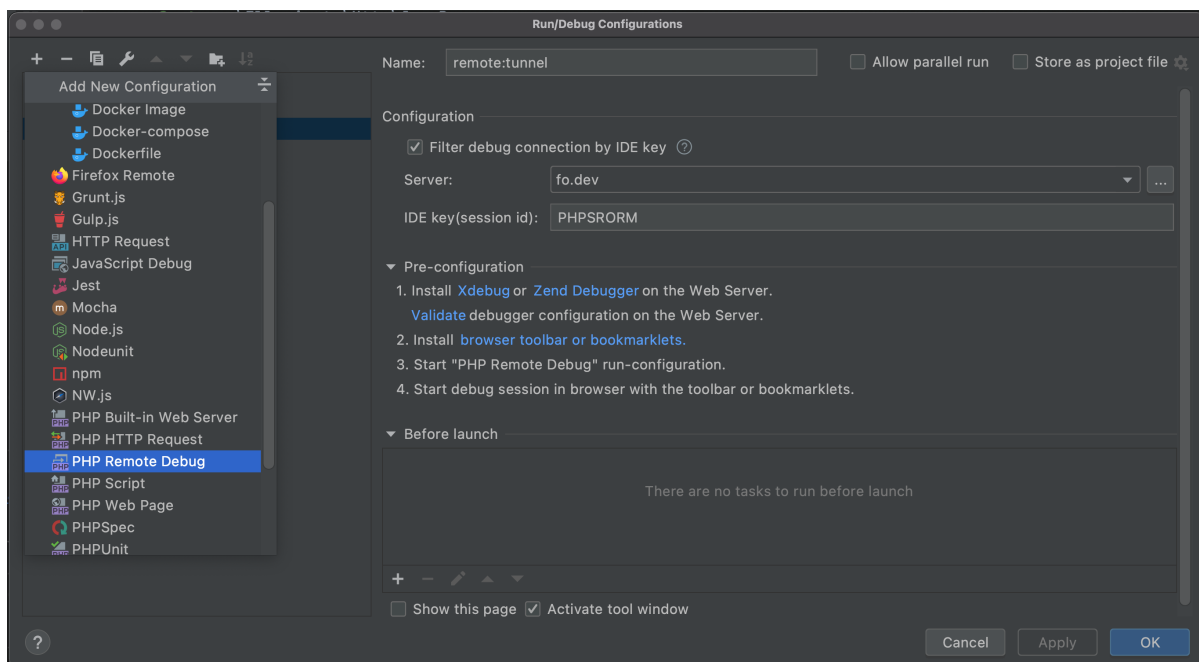 Run/Debug Configurations
Add New Configuration
Docker Image
Docker-compose
Dockerfile
Firefox Remote
Grunt.js
Gulp.js
HTTP Request
JavaScript Debug
Jest
Mocha
Node.js
Nodeunit
npm
NW.js
PHP Built-in Web Server
PHP HTTP Request
PHP Remote Debug
PHP Script
PHP Web Page
PHPSpec
PHPUnit
Name: remote:tunnel Allow parallel run Store as project file
Configuration
Filter debug connection by IDE key ?
Server: fo.dev ...
IDE key(session id): PHPSRORM
Pre-configuration
1. Install Xdebug or Zend Debugger on the Web Server.
Validate debugger configuration on the Web Server.
2. Install browser toolbar or bookmarklets.
3. Start "PHP Remote Debug" run-configuration.
4. Start debug session in browser with the toolbar or bookmarklets.
Before launch
There are no tasks to run before launch
Show this page Activate tool window
? Cancel Apply OK